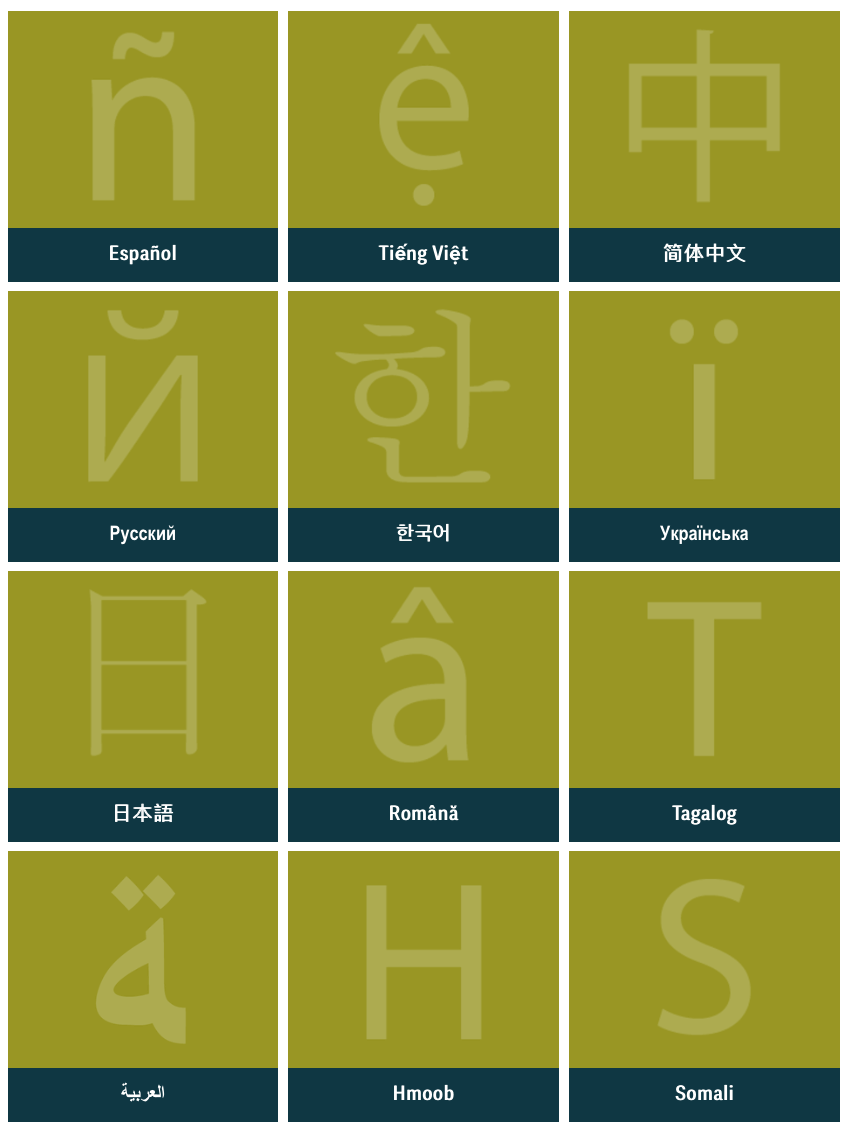 ñ
Español
ệ
Tiếng Việt
中
简体中文
й
Русский
한
한국어
ï
Українська
日
日本語
â
Română
T
Tagalog
ة
العربية
H
Hmoob
S
Somali